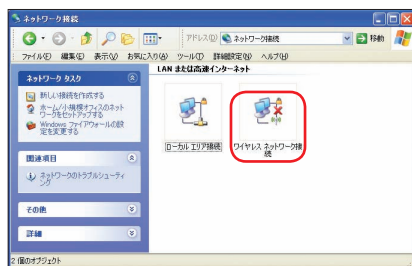 ネットワーク接続
ファイル(F) 編集(E) 表示(V) お気に入り(A) ツール(T) 詳細設定(N) ヘルプ(H)
アドレス(D) ネットワーク接続 移動
ネットワーク タスク
新しい接続を作成する
ホーム/小規模オフィスのネット
ワークをセットアップする
Windows ファイアウォールの設
定を変更する
関連項目
ネットワークのトラブルシューティ
ング
その他
詳細
LAN または高速インターネット
ローカル エリア接続
ワイヤレス ネットワーク接
続
2 個のオブジェクト